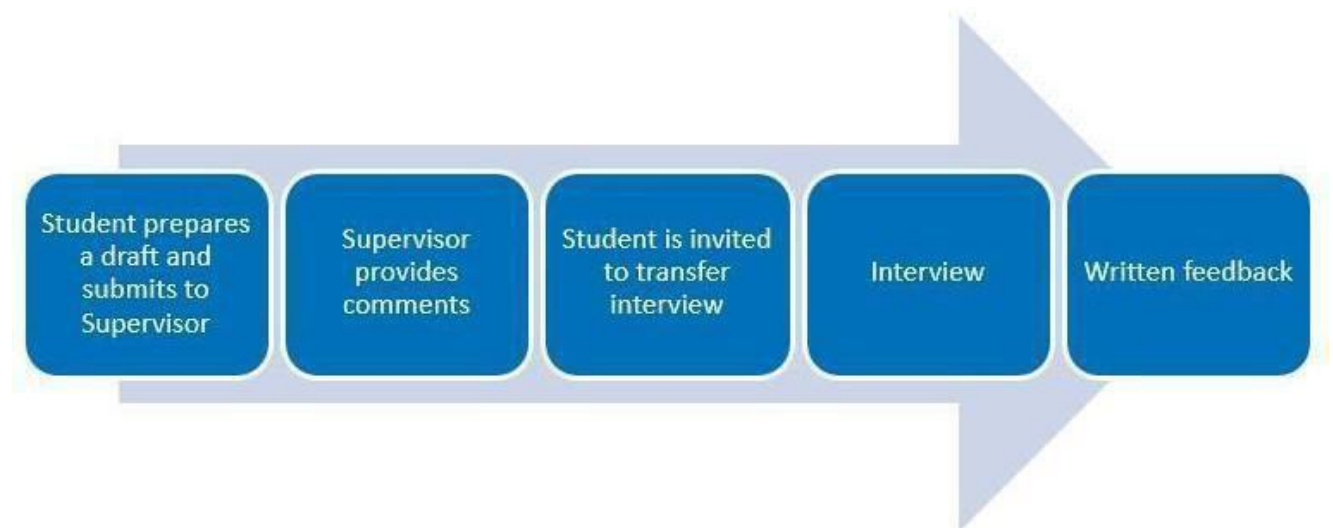 Student prepares
a draft and
submits to
Supervisor
Supervisor
provides
comments
Student is invited
to transfer
interview
Interview
Written feedback